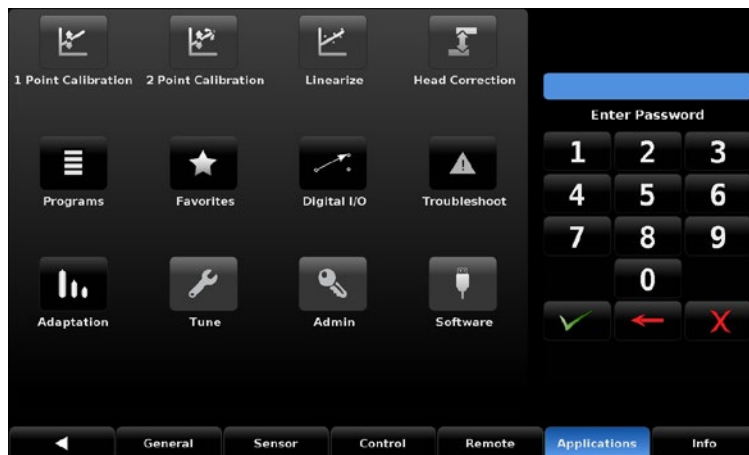 1 Point Calibration 2 Point Calibration Linearize Head Correction
Enter Password
1 2 3
Programs Favorites Digital I/O Troubleshoot
4 5 6
7 8 9
0
Adaptation Tune Admin Software
General Sensor Control Remote Applications Info